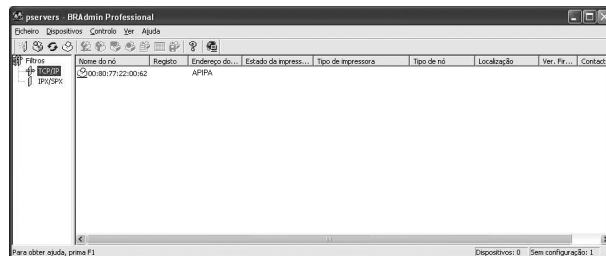 pservers - BRAdmin Professional
Ficheiro Dispositivos Controlo Ver Ajuda
Filtros
TCP/IP
IPX/SPX
Nome do nó Registo Endereço do... Estado da impress... Tipo de impressora Tipo de nó Localização Ver. Fir... Contact
00:80:77:22:00:62 APIPA
Para obter ajuda, prima F1 Dispositivos: 0 Sem configuração: 1